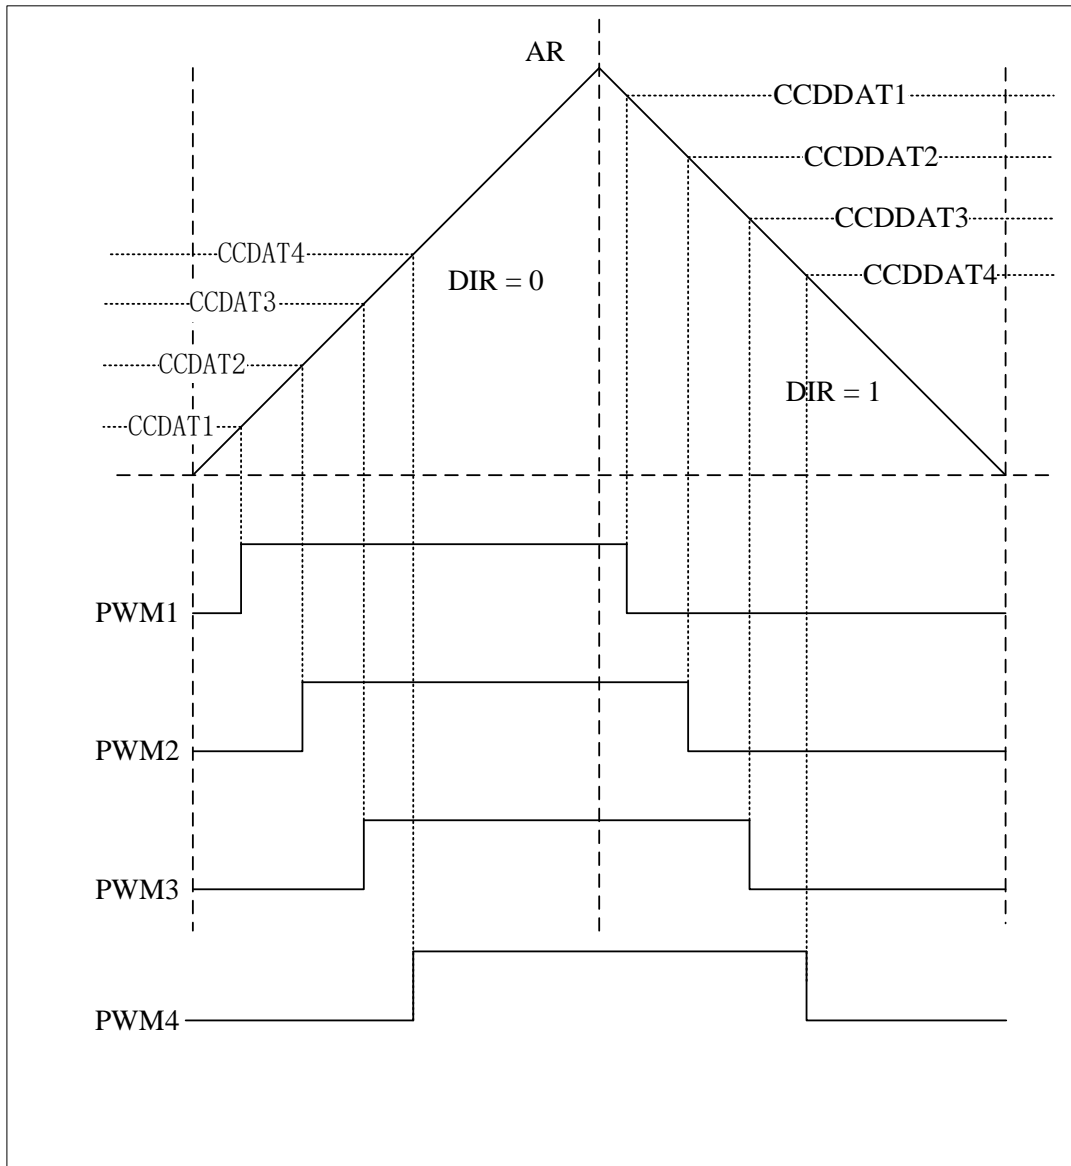 AR
CCDDAT1
CCDDAT2
CCDDAT3
CCDAT4
CCDDAT4
DIR = 0
CCDAT3
CCDAT2
DIR = 1
CCDAT1
PWM1
PWM2
PWM3
PWM4